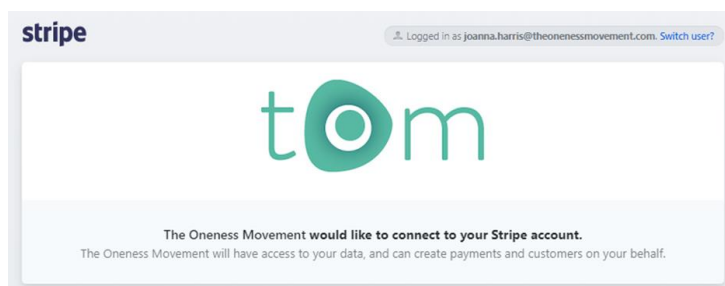 stripe
Logged in as joanna.harris@theonenessmovement.com. Switch user?
tom
The Oneness Movement would like to connect to your Stripe account.
The Oneness Movement will have access to your data, and can create payments and customers on your behalf.